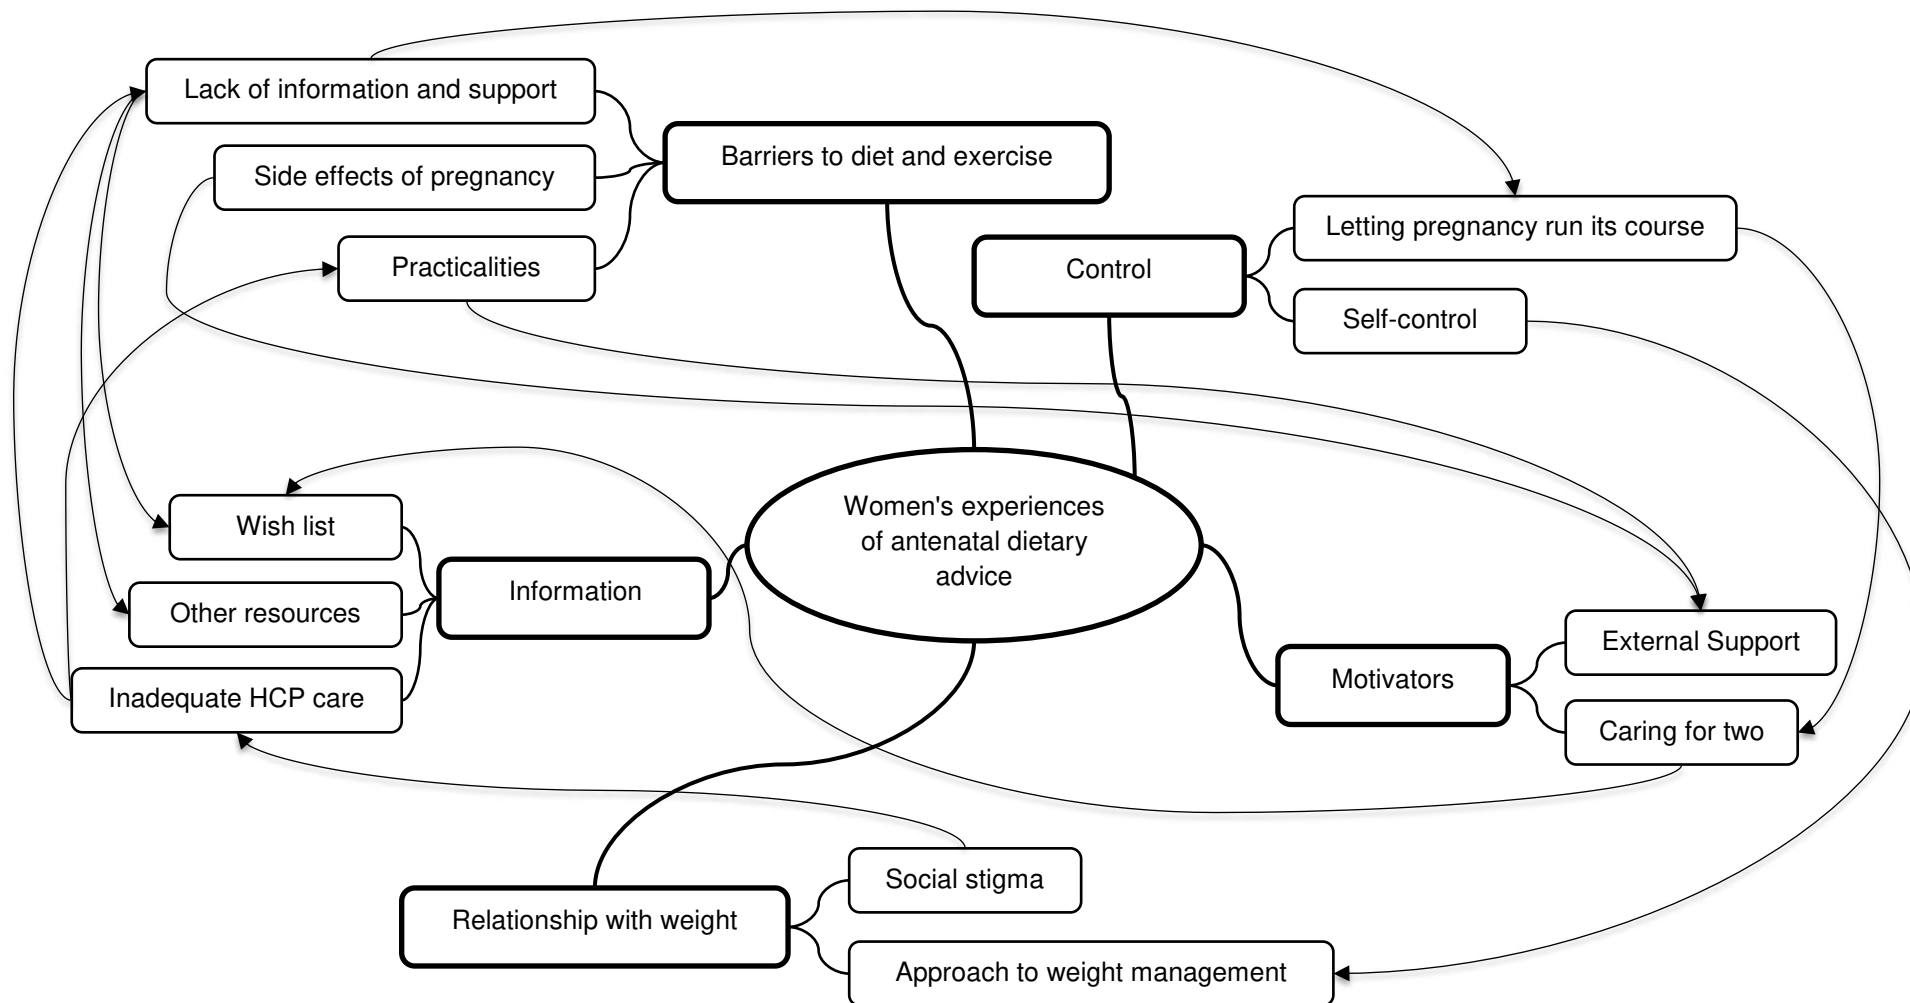 Lack of information and support
Side effects of pregnancy
Practicalities
Barriers to diet and exercise
Control
Letting pregnancy run its course
Self-control
Women's experiences
of antenatal dietary
advice
Wish list
Other resources
Inadequate HCP care
Information
Motivators
External Support
Caring for two
Relationship with weight
Social stigma
Approach to weight management